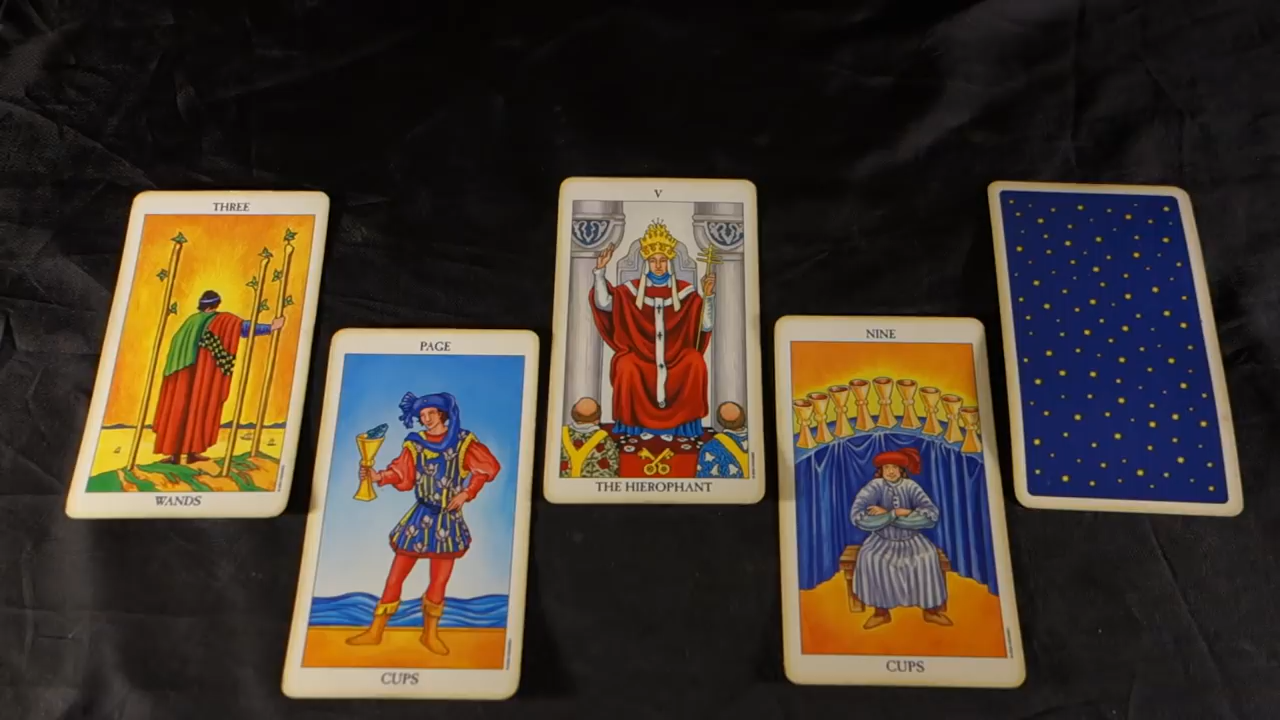 THREE
WANDS
PAGE
CUPS
V
THE HIEROPHANT
NINE
CUPS